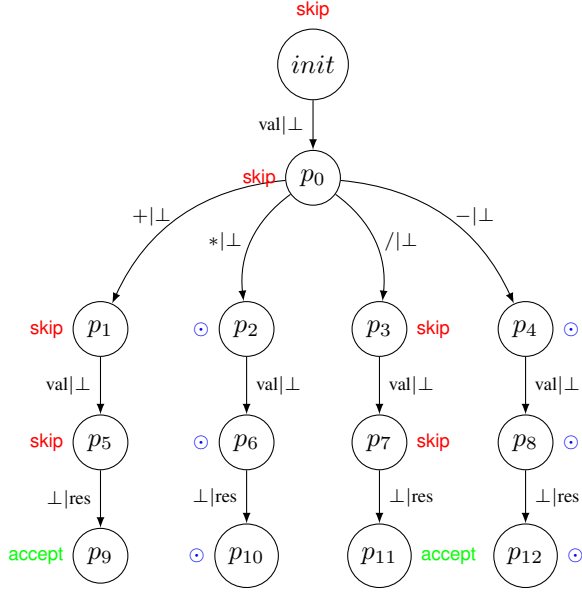 skip
init
val|⊥
skip p₀
+|⊥ *|⊥ /|⊥ −|⊥
skip p₁ ⊙ p₂ p₃ skip p₄ ⊙
val|⊥ val|⊥ val|⊥ val|⊥
skip p₅ ⊙ p₆ p₇ skip p₈ ⊙
⊥|res ⊥|res ⊥|res ⊥|res
accept p₉ ⊙ p₁₀ p₁₁ accept p₁₂ ⊙